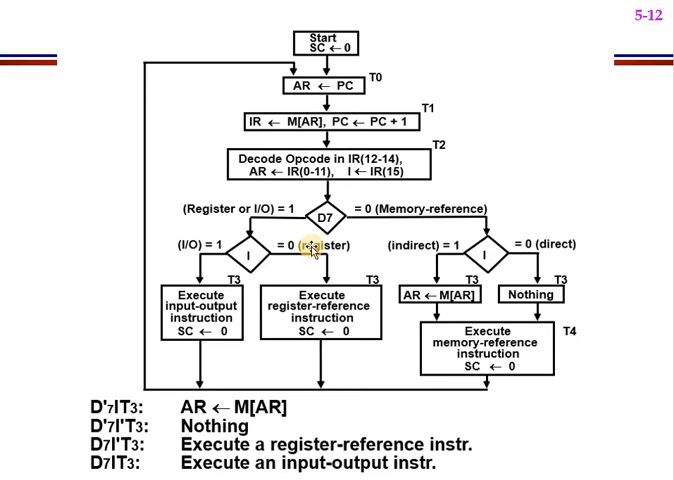 5-12
Start
SC ← 0
T0
AR ← PC
T1
IR ← M[AR], PC ← PC + 1
T2
Decode Opcode in IR(12-14),
AR ← IR(0-11), I ← IR(15)
(Register or I/O) = 1
D7
= 0 (Memory-reference)
(I/O) = 1
I
= 0 (register)
(indirect) = 1
I
= 0 (direct)
T3
Execute
input-output
instruction
SC ← 0
T3
Execute
register-reference
instruction
SC ← 0
T3
AR ← M[AR]
T3
Nothing
T4
Execute
memory-reference
instruction
SC ← 0
D'7IT3: AR ← M[AR]
D'7I'T3: Nothing
D7I'T3: Execute a register-reference instr.
D7IT3: Execute an input-output instr.